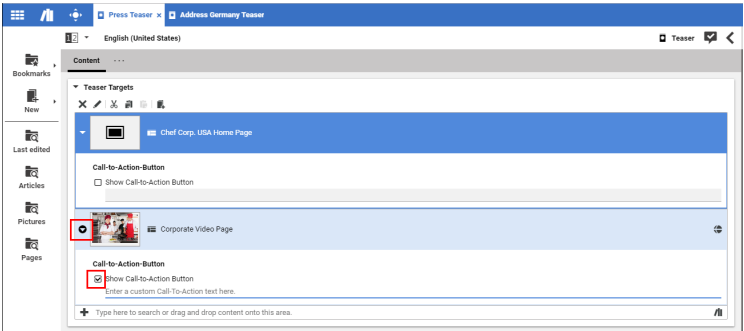 Press Teaser ×
Address Germany Teaser
1 2
English (United States)
Teaser
Bookmarks
New
Last edited
Articles
Pictures
Pages
Content ...
Teaser Targets
Chef Corp. USA Home Page
Call-to-Action-Button
Show Call-to-Action Button
Corporate Video Page
Call-to-Action-Button
Show Call-to-Action Button
Enter a custom Call-To-Action text here.
Type here to search or drag and drop content onto this area.